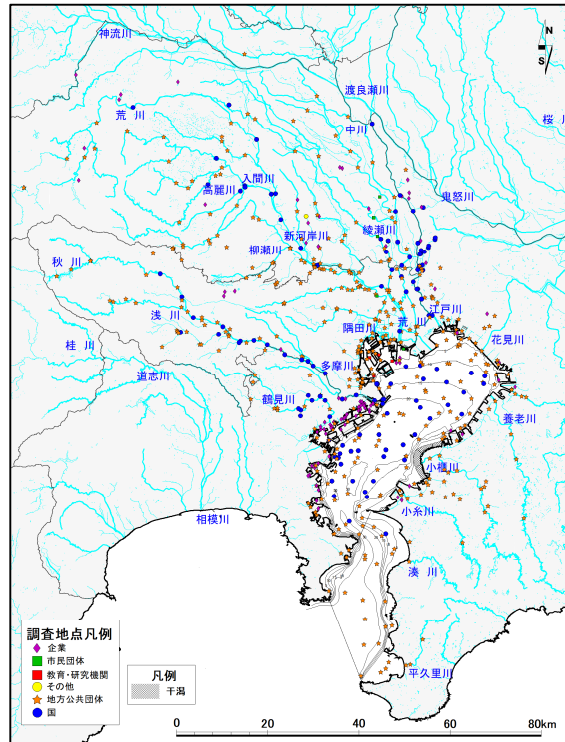 神流川
N
S
渡良瀬川
荒 川
中川
桜 川
入間川
高麗川
鬼怒川
綾瀬川
新河岸川
柳瀬川
秋 川
江戸川
浅 川
荒 川
隅田川
花見川
桂 川
多摩川
道志川
鶴見川
養老川
小櫃川
小糸川
相模川
湊 川
調査地点凡例
企業
市民団体
教育・研究機関
その他
地方公共団体
国
凡例
干潟
平久里川
0 20 40 60 80km